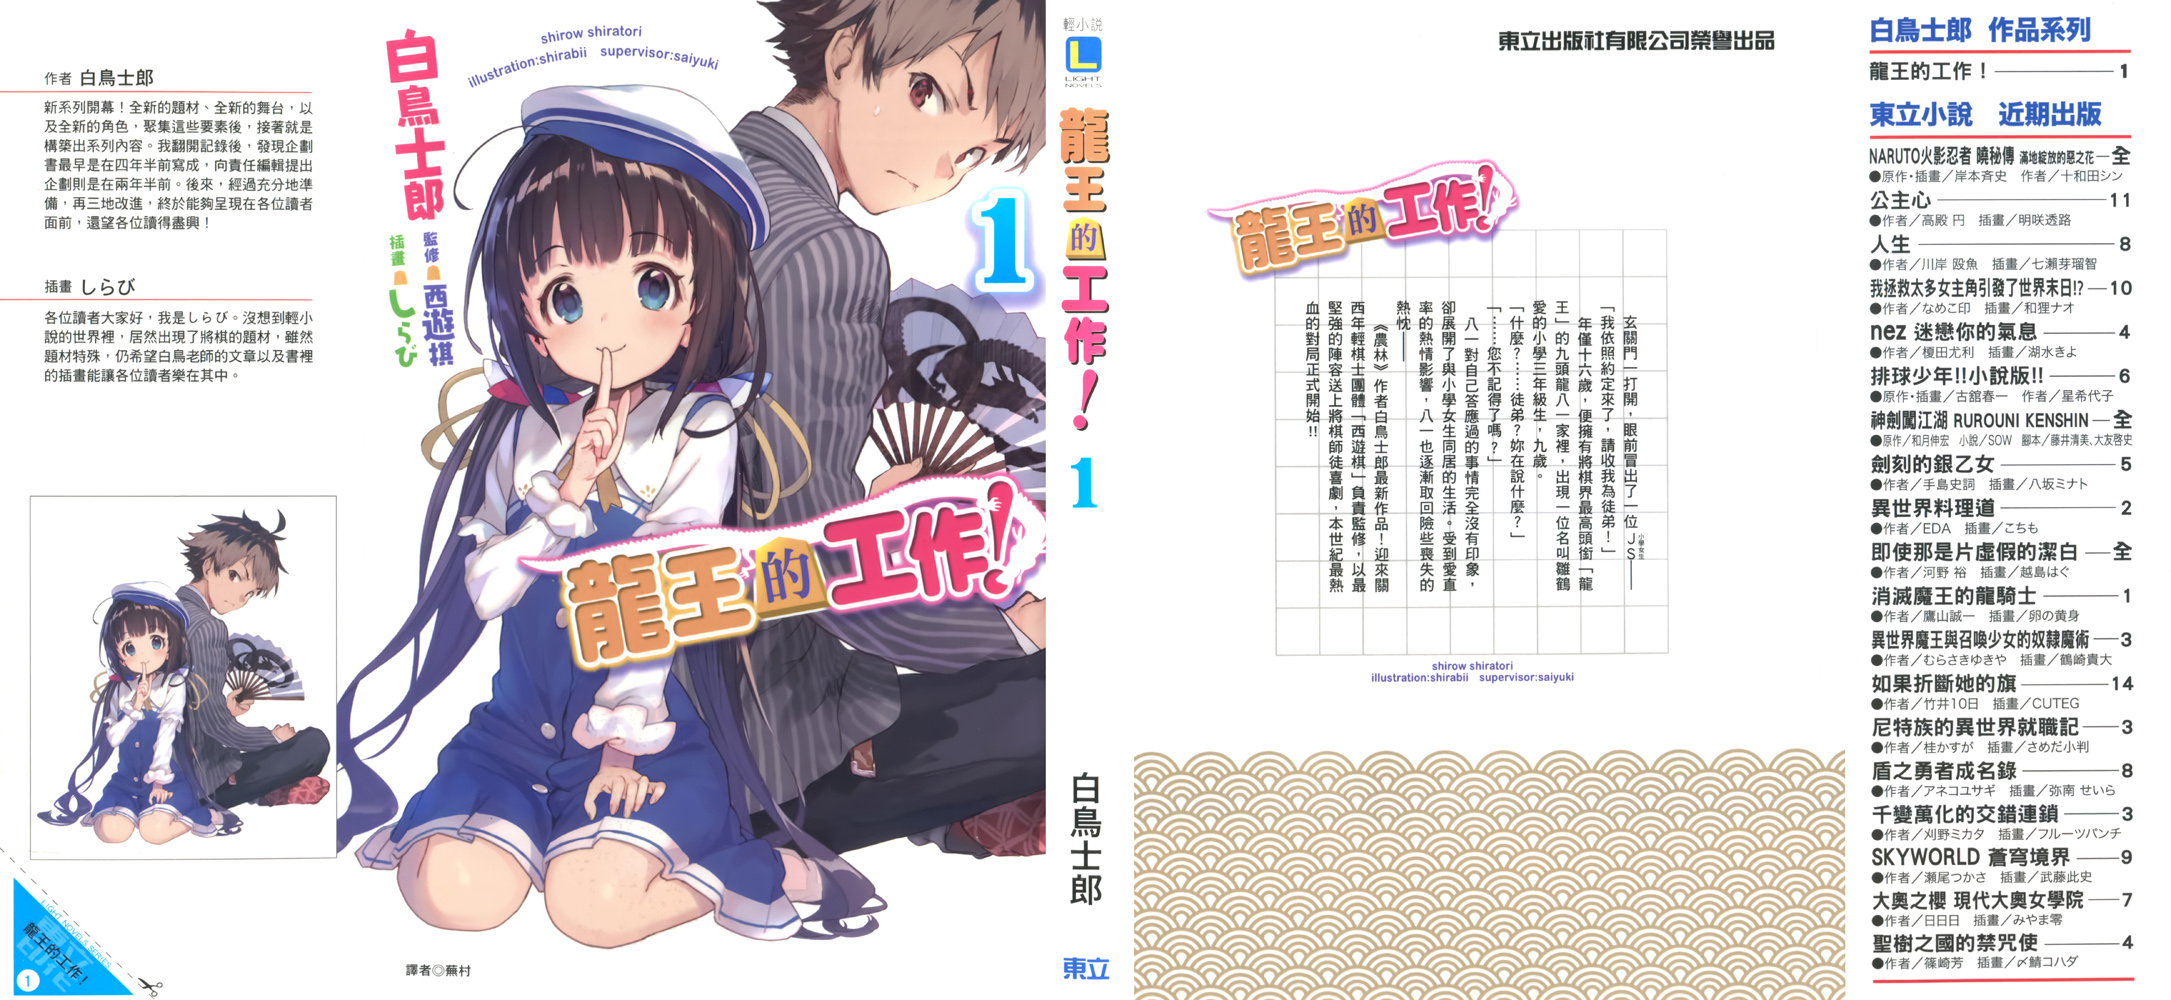 作者 白鳥士郎
新系列開幕！全新的題材、全新的舞台，以
及全新的角色，聚集這些要素後，接著就是
構築出系列內容。我翻開記錄後，發現企劃
書最早是在四年半前寫成，向責任編輯提出
企劃則是在兩年半前。後來，經過充分地準
備，再三地改進，終於能夠呈現在各位讀者
面前，還望各位讀得盡興！
插畫 しらび
各位讀者大家好，我是しらび。沒想到輕小
說的世界裡，居然出現了將棋的題材，雖然
題材特殊，仍希望白鳥老師的文章以及書裡
的插畫能讓各位讀者樂在其中。
LIGHT NOVELS SERIES
龍王的工作！
1
shirow shiratori
illustration:shirabii supervisor:saiyuki
白鳥士郎
監修 西遊棋
插畫 しらび
1
龍王的工作！
譯者◎蕪村
輕小說
L
LIGHT
NOVELS
龍王的工作！
1
白鳥士郎
東立
東立出版社有限公司榮譽出品
龍王的工作！
玄關門一打開，眼前冒出了一位ＪＳ——
小學女生
「我依照約定來了，請收我為徒弟！」
年僅十六歲，便擁有將棋界最高頭銜「龍
王」的九頭龍八一家裡，出現一位名叫雛鶴
愛的小學三年級生，九歲。
「什麼？……徒弟？妳在說什麼？」
「……您不記得了嗎？」
八一對自己答應過的事情完全沒有印象，
卻展開了與小學女生同居的生活。受到愛直
率的熱情影響，八一也逐漸取回險些喪失的
熱忱——
《農林》作者白鳥士郎最新作品！迎來關
西年輕棋士團體「西遊棋」負責監修，以最
堅強的陣容送上將棋師徒喜劇，本世紀最熱
血的對局正式開始！！
shirow shiratori
illustration:shirabii supervisor:saiyuki
白鳥士郎 作品系列
龍王的工作！ 1
東立小說 近期出版
NARUTO火影忍者 曉秘傳 滿地綻放的惡之花 全
●原作・插畫／岸本斉史 作者／十和田シン
公主心 11
●作者／高殿 円 插畫／明咲透路
人生 8
●作者／川岸 殴魚 插畫／七瀨芽瑠智
我拯救太多女主角引發了世界末日!? 10
●作者／なめこ印 插畫／和狸ナオ
nez 迷戀你的氣息 4
●作者／榎田尤利 插畫／湖水きよ
排球少年!!小說版!! 6
●原作・插畫／古舘春一 作者／星希代子
神劍闖江湖 RUROUNI KENSHIN 全
●原作／和月伸宏 小說／SOW 腳本／藤井清美、大友啓史
劍刻的銀乙女 5
●作者／手島史詞 插畫／八坂ミナト
異世界料理道 2
●作者／EDA 插畫／こちも
即使那是片虛假的潔白 全
●作者／河野 裕 插畫／越島はぐ
消滅魔王的龍騎士 1
●作者／鷹山誠一 插畫／卵の黄身
異世界魔王與召喚少女的奴隸魔術 3
●作者／むらさきゆきや 插畫／鶴崎貴大
如果折斷她的旗 14
●作者／竹井10日 插畫／CUTEG
尼特族的異世界就職記 3
●作者／桂かすが 插畫／さめだ小判
盾之勇者成名錄 8
●作者／アネコユサギ 插畫／弥南 せいら
千變萬化的交錯連鎖 3
●作者／刈野ミカタ 插畫／フルーツパンチ
SKYWORLD 蒼穹境界 9
●作者／瀬尾つかさ 插畫／武藤此史
大奧之櫻 現代大奧女學院 7
●作者／日日日 插畫／みやま零
聖樹之國的禁咒使 4
●作者／篠崎芳 插畫／〆鯖コハダ